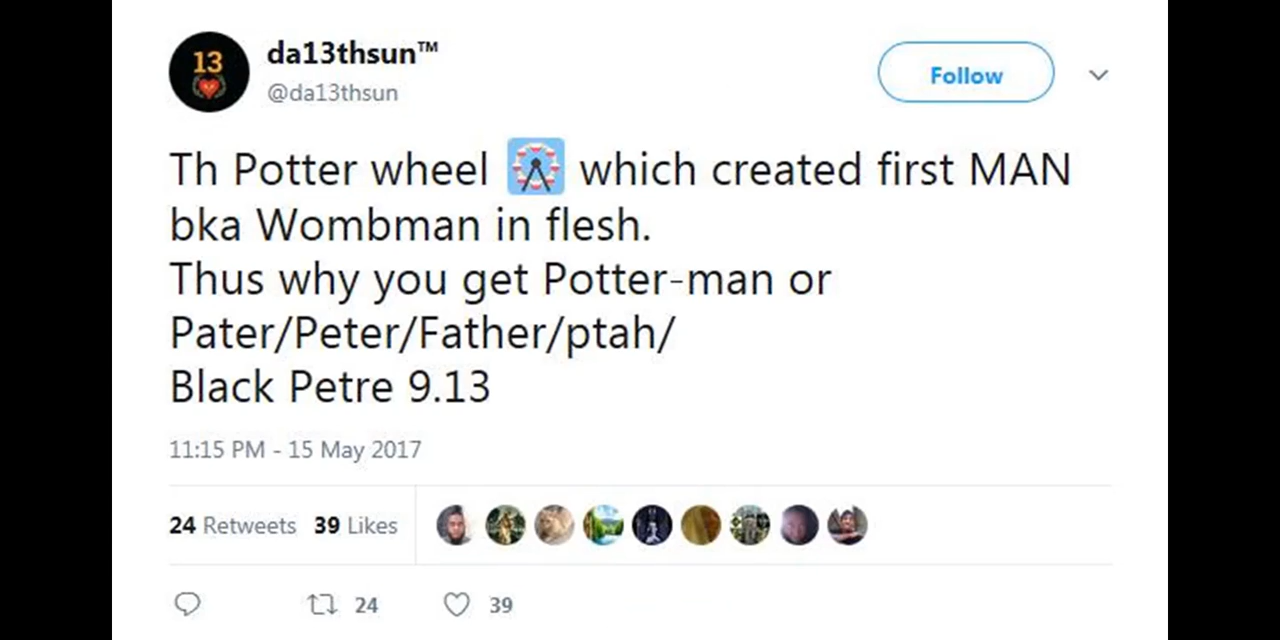 13
da13thsun™
@da13thsun
Follow
Th Potter wheel 🎡 which created first MAN
bka Wombman in flesh.
Thus why you get Potter-man or
Pater/Peter/Father/ptah/
Black Petre 9.13
11:15 PM - 15 May 2017
24 Retweets 39 Likes
24 39